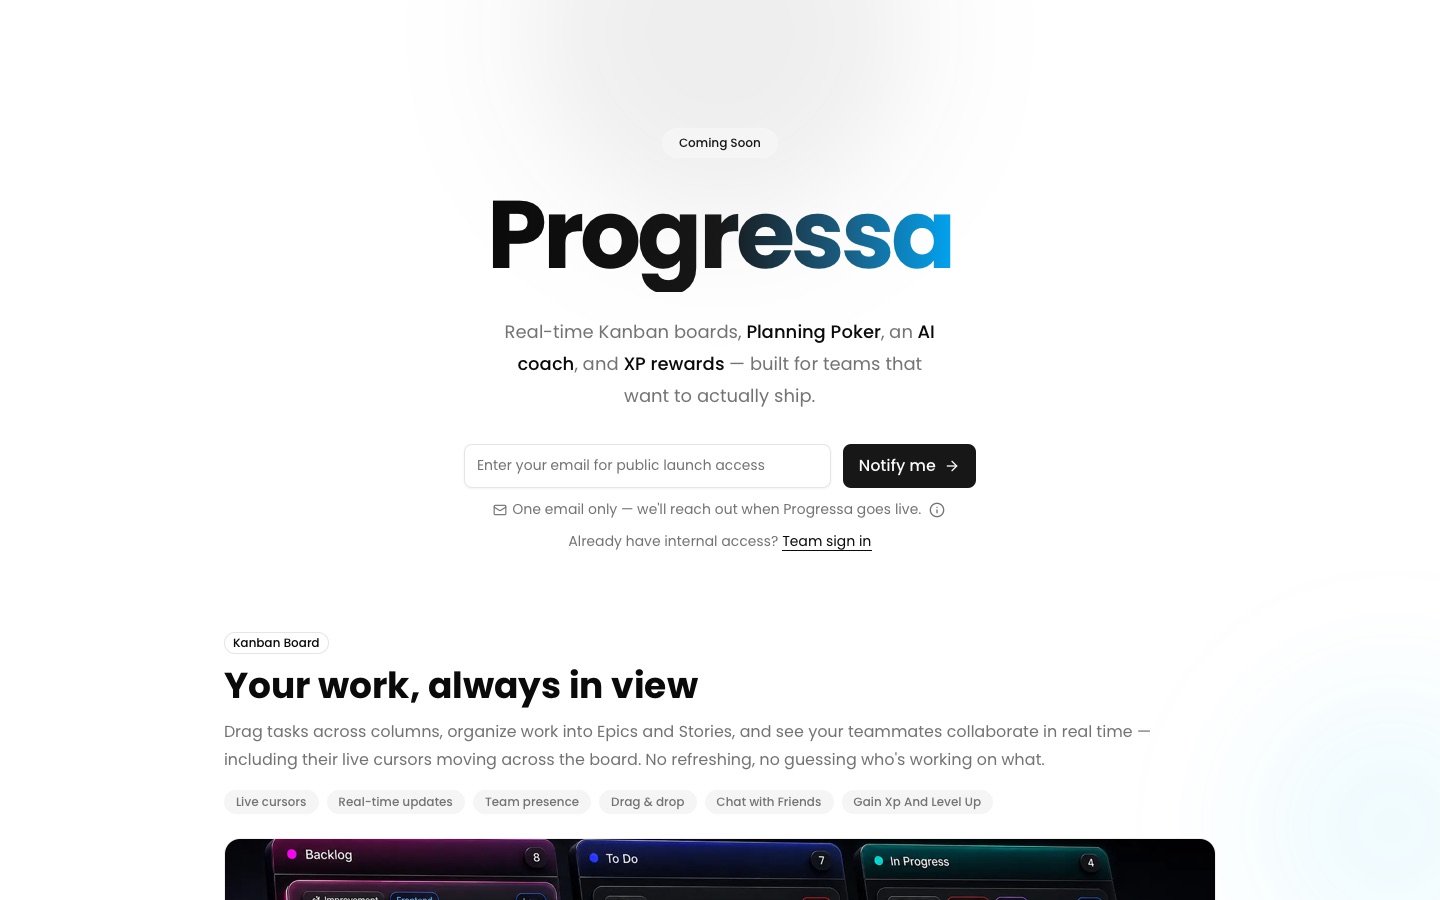 Coming Soon
Progressa
Real-time Kanban boards, Planning Poker, an AI
coach, and XP rewards — built for teams that
want to actually ship.
Enter your email for public launch access
Notify me
One email only — we'll reach out when Progressa goes live.
Already have internal access? Team sign in
Kanban Board
Your work, always in view
Drag tasks across columns, organize work into Epics and Stories, and see your teammates collaborate in real time —
including their live cursors moving across the board. No refreshing, no guessing who's working on what.
Live cursors Real-time updates Team presence Drag & drop Chat with Friends Gain Xp And Level Up
Backlog 8 To Do 7 In Progress 4
Improvement Frontend